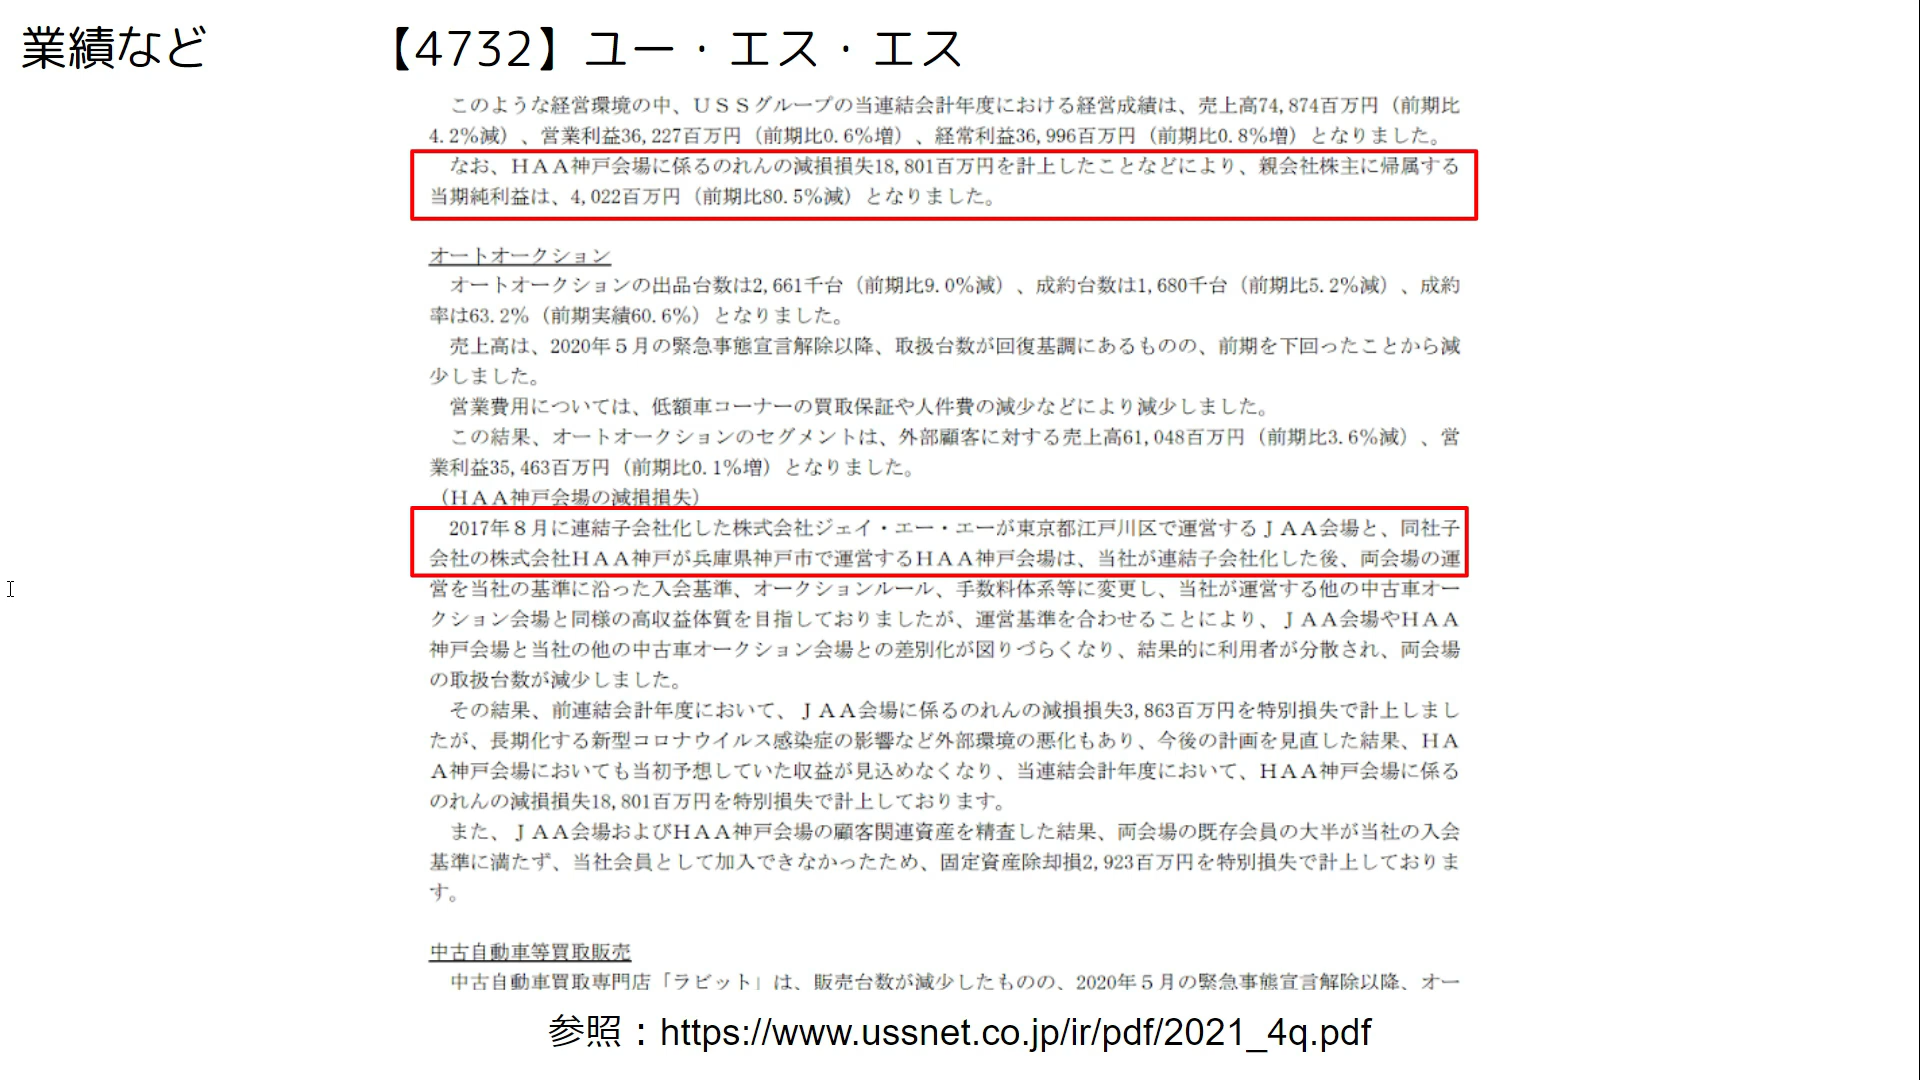 業績など 【4732】ユー・エス・エス
このような経営環境の中、ＵＳＳグループの当連結会計年度における経営成績は、売上高74,874百万円（前期比
4.2%減）、営業利益36,227百万円（前期比0.6%増）、経常利益36,996百万円（前期比0.8%増）となりました。
なお、ＨＡＡ神戸会場に係るのれんの減損損失18,801百万円を計上したことなどにより、親会社株主に帰属する
当期純利益は、4,022百万円（前期比80.5%減）となりました。
オートオークション
オートオークションの出品台数は2,661千台（前期比9.0%減）、成約台数は1,680千台（前期比5.2%減）、成約
率は63.2%（前期実績60.6%）となりました。
売上高は、2020年５月の緊急事態宣言解除以降、取扱台数が回復基調にあるものの、前期を下回ったことから減
少しました。
営業費用については、低額車コーナーの買取保証や人件費の減少などにより減少しました。
この結果、オートオークションのセグメントは、外部顧客に対する売上高61,048百万円（前期比3.6%減）、営
業利益35,463百万円（前期比0.1%増）となりました。
（ＨＡＡ神戸会場の減損損失）
2017年８月に連結子会社化した株式会社ジェイ・エー・エーが東京都江戸川区で運営するＪＡＡ会場と、同社子
会社の株式会社ＨＡＡ神戸が兵庫県神戸市で運営するＨＡＡ神戸会場は、当社が連結子会社化した後、両会場の運
営を当社の基準に沿った入会基準、オークションルール、手数料体系等に変更し、当社が運営する他の中古車オー
クション会場と同様の高収益体質を目指しておりましたが、運営基準を合わせることにより、ＪＡＡ会場やＨＡＡ
神戸会場と当社の他の中古車オークション会場との差別化が図りづらくなり、結果的に利用者が分散され、両会場
の取扱台数が減少しました。
その結果、前連結会計年度において、ＪＡＡ会場に係るのれんの減損損失3,863百万円を特別損失で計上しまし
たが、長期化する新型コロナウイルス感染症の影響など外部環境の悪化もあり、今後の計画を見直した結果、ＨＡ
Ａ神戸会場においても当初予想していた収益が見込めなくなり、当連結会計年度において、ＨＡＡ神戸会場に係る
のれんの減損損失18,801百万円を特別損失で計上しております。
また、ＪＡＡ会場およびＨＡＡ神戸会場の顧客関連資産を精査した結果、両会場の既存会員の大半が当社の入会
基準に満たず、当社会員として加入できなかったため、固定資産除却損2,923百万円を特別損失で計上しておりま
す。
中古自動車等買取販売
中古自動車買取専門店「ラビット」は、販売台数が減少したものの、2020年５月の緊急事態宣言解除以降、オー
参照：https://www.ussnet.co.jp/ir/pdf/2021_4q.pdf